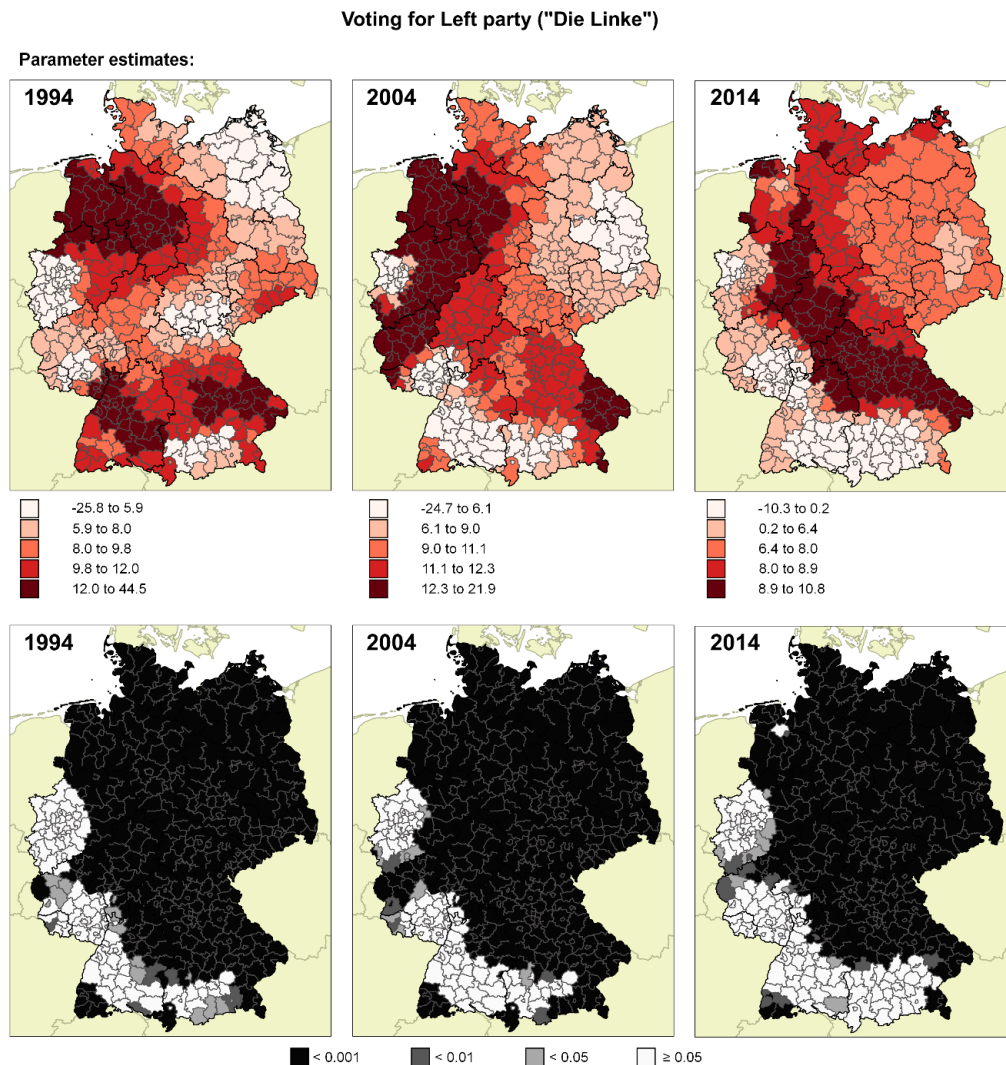 Voting for Left party ("Die Linke")
Parameter estimates:
1994
2004
2014
-25.8 to 5.9
5.9 to 8.0
8.0 to 9.8
9.8 to 12.0
12.0 to 44.5
-24.7 to 6.1
6.1 to 9.0
9.0 to 11.1
11.1 to 12.3
12.3 to 21.9
-10.3 to 0.2
0.2 to 6.4
6.4 to 8.0
8.0 to 8.9
8.9 to 10.8
1994
2004
2014
< 0.001
< 0.01
< 0.05
≥ 0.05